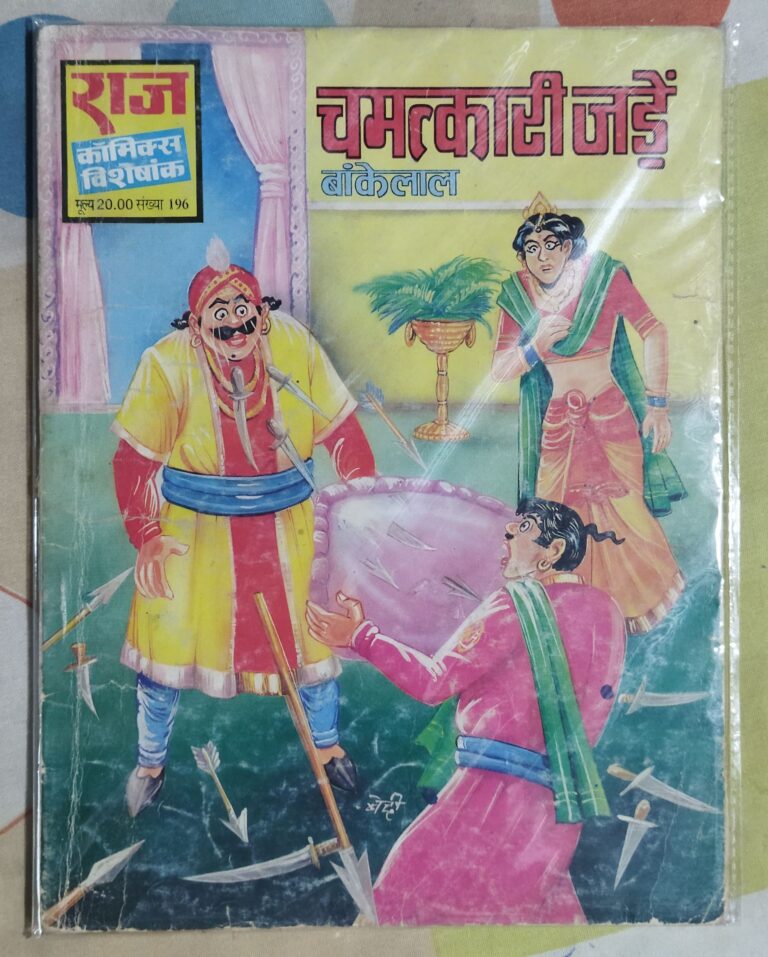 राज
कॉमिक्स
विशेषांक
मूल्य 20.00 संख्या 196
चमत्कारी जड़ें
बांकेलाल
बेदी